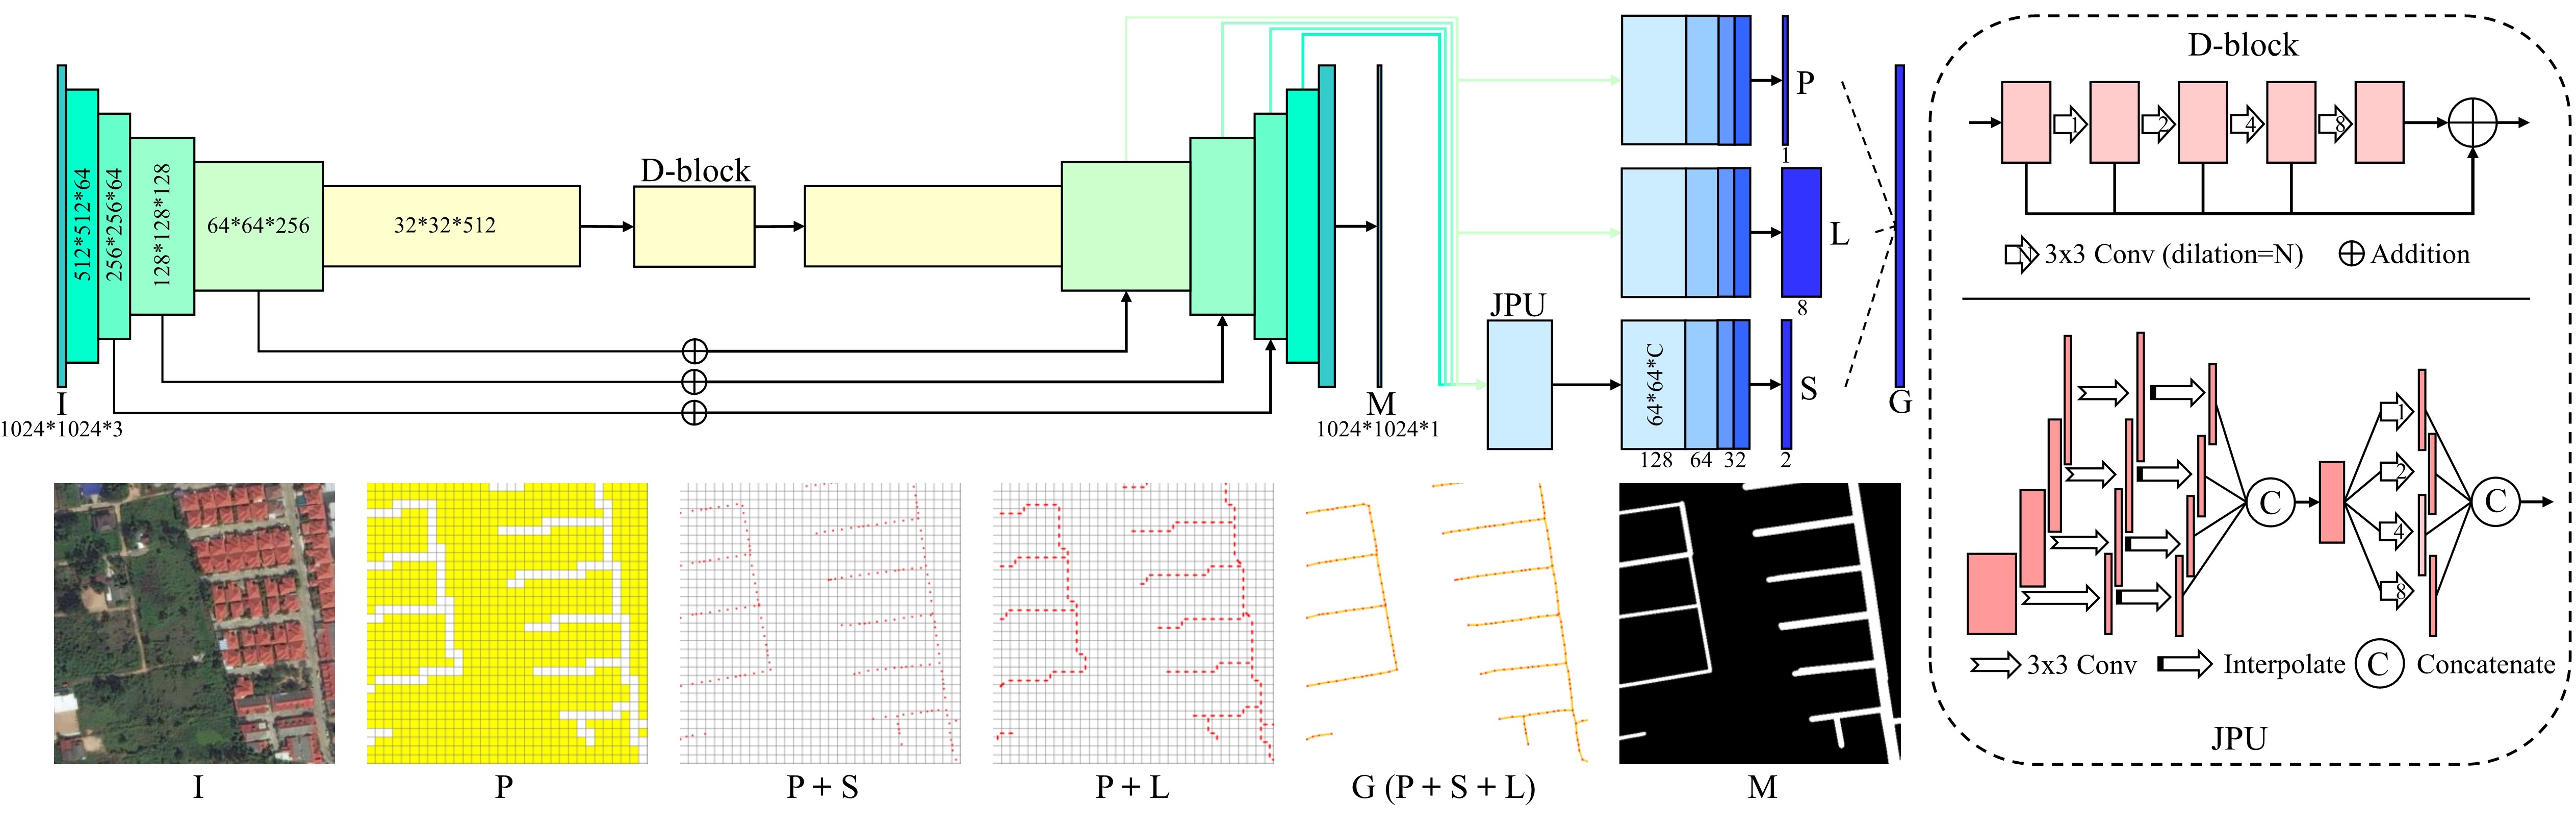 I
1024*1024*3
512*512*64
256*256*64
128*128*128
64*64*256
32*32*512
D-block
M
1024*1024*1
JPU
P
1
L
8
64*64*C
128
64
32
2
S
G
D-block
1
2
4
8
N
3x3 Conv (dilation=N)
Addition
1
2
4
8
C
C
3x3 Conv
Interpolate
C
Concatenate
JPU
I
P
P + S
P + L
G (P + S + L)
M